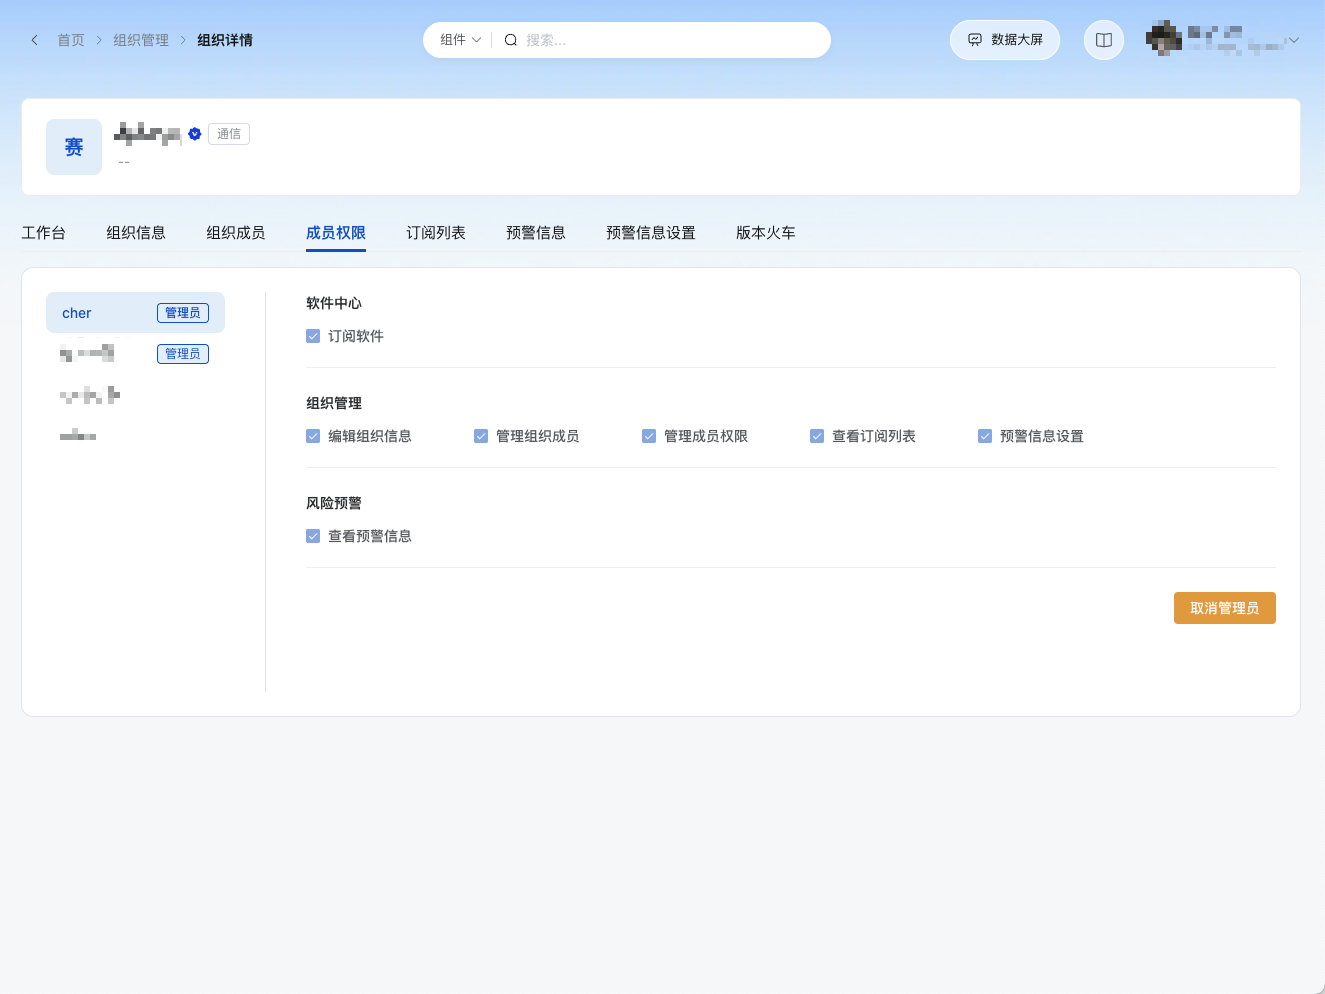 首页 > 组织管理 > 组织详情
组件 搜索...
数据大屏
赛
通信
--
工作台 组织信息 组织成员 成员权限 订阅列表 预警信息 预警信息设置 版本火车
cher 管理员
管理员
软件中心
订阅软件
组织管理
编辑组织信息 管理组织成员 管理成员权限 查看订阅列表 预警信息设置
风险预警
查看预警信息
取消管理员